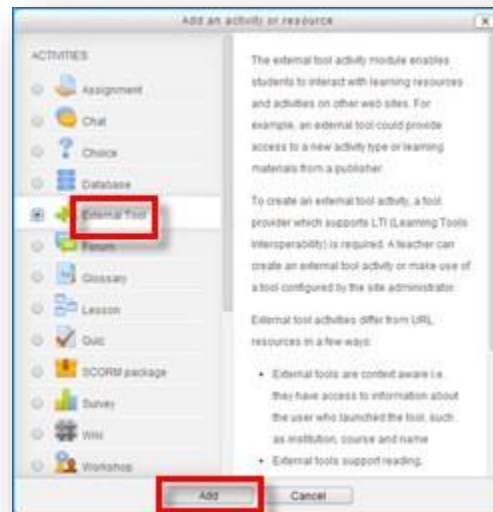 Add an activity or resource
x
ACTIVITIES
Assignment
Chat
Choice
Database
External Tool
Forum
Glossary
Lesson
Quiz
SCORM package
Survey
Wiki
Workshop
The external tool activity module enables
students to interact with learning resources
and activities on other web sites. For
example, an external tool could provide
access to a new activity type or learning
materials from a publisher.
To create an external tool activity, a tool
provider which supports LTI (Learning Tools
Interoperability) is required. A teacher can
create an external tool activity or make use of
a tool configured by the site administrator.
External tool activities differ from URL
resources in a few ways:
• External tools are context aware i.e.
they have access to information about
the user who launched the tool, such
as institution, course and name
• External tools support reading,
Add
Cancel